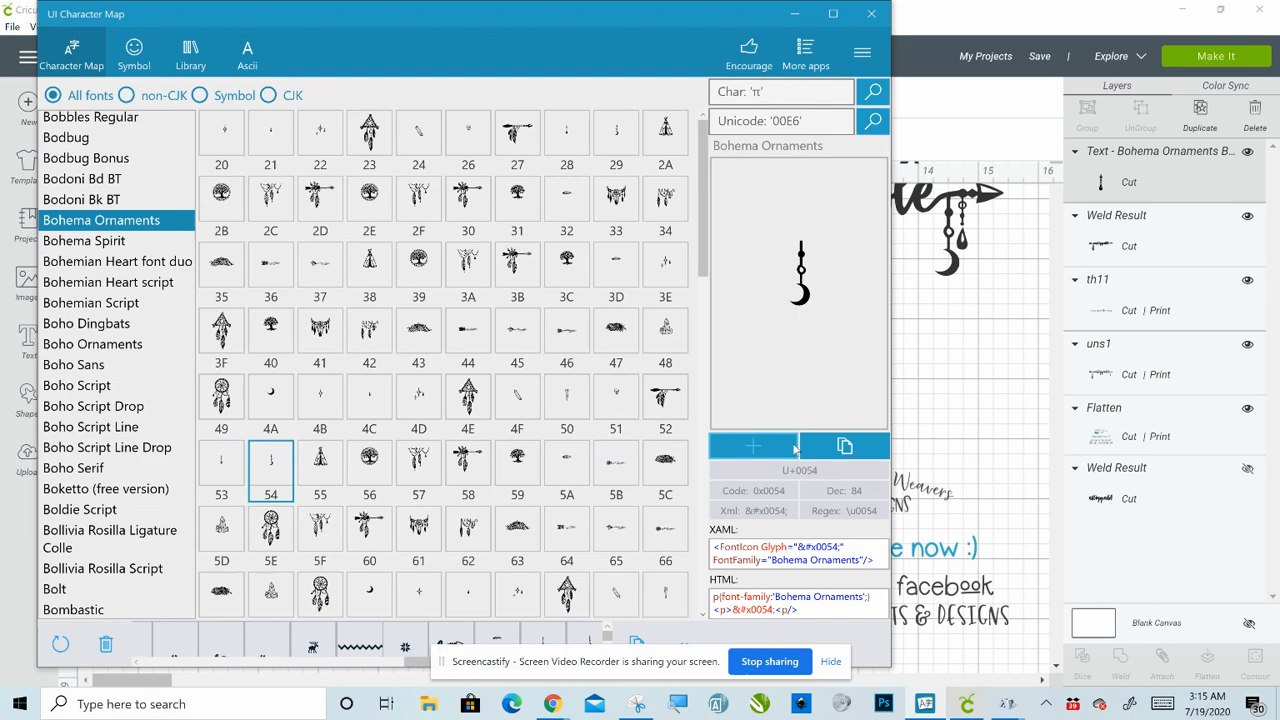 UI Character Map
Cricut
File
Character Map
Symbol
Library
Ascii
Encourage
More apps
All fonts
non-CJK
Symbol
CJK
Char: 'π'
Unicode: '00E6'
Bobbles Regular
Bodbug
Bodbug Bonus
Bodoni Bd BT
Bodoni Bk BT
Bohema Ornaments
Bohema Spirit
Bohemian Heart font duo
Bohemian Heart script
Bohemian Script
Boho Dingbats
Boho Ornaments
Boho Sans
Boho Script
Boho Script Drop
Boho Script Line
Boho Script Line Drop
Boho Serif
Boketto (free version)
Boldie Script
Bollivia Rosilla Ligature
Colle
Bollivia Rosilla Script
Bolt
Bombastic
20 21 22 23 24 26 27 28 29 2A
2B 2C 2D 2E 2F 30 31 32 33 34
35 36 37 38 39 3A 3B 3C 3D 3E
3F 40 41 42 43 44 45 46 47 48
49 4A 4B 4C 4D 4E 4F 50 51 52
53 54 55 56 57 58 59 5A 5B 5C
5D 5E 5F 60 61 62 63 64 65 66
Bohema Ornaments
U+0054
Code: 0x0054
Dec: 84
Xml: &#x0054;
Regex: \u0054
XAML:
<FontIcon Glyph="&#x0054;"
FontFamily="Bohema Ornaments"/>
HTML:
p{font-family:'Bohema Ornaments';}
<p>&#x0054;<p/>
Screencastify - Screen Video Recorder is sharing your screen.
Stop sharing
Hide
My Projects
Save
|
Explore
Make It
New
Layers
Color Sync
Group
UnGroup
Duplicate
Delete
14 15 16
Text - Bohema Ornaments B...
Cut
Weld Result
Cut
th11
Cut | Print
uns1
Cut | Print
Flatten
Cut | Print
Weld Result
Cut
Blank Canvas
Slice
Weld
Attach
Flatten
Contour
Weavers
e now :)
facebook
TS & DESIGNS
Type here to search
3:15 AM
7/19/2020
30